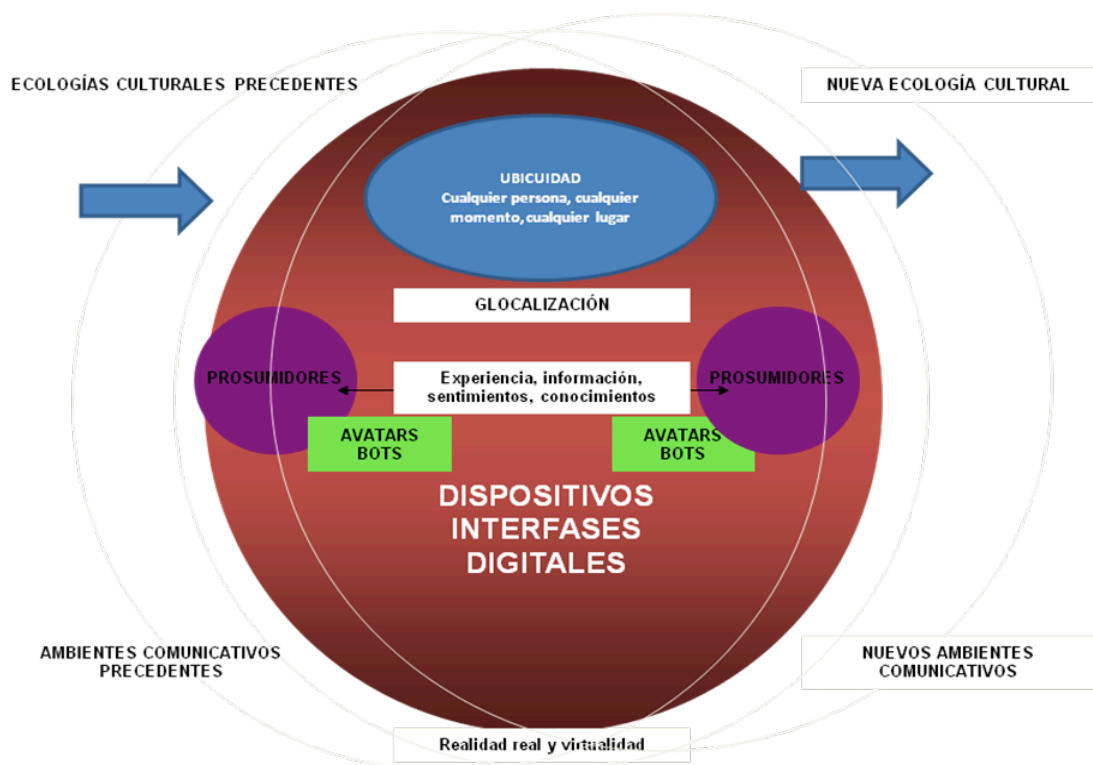 ECOLOGÍAS CULTURALES PRECEDENTES
NUEVA ECOLOGÍA CULTURAL
UBICUIDAD
Cualquier persona, cualquier
momento, cualquier lugar
GLOCALIZACIÓN
PROSUMIDORES
Experiencia, información,
sentimientos, conocimientos
PROSUMIDORES
AVATARS
BOTS
AVATARS
BOTS
DISPOSITIVOS
INTERFASES
DIGITALES
AMBIENTES COMUNICATIVOS
PRECEDENTES
NUEVOS AMBIENTES
COMUNICATIVOS
Realidad real y virtualidad